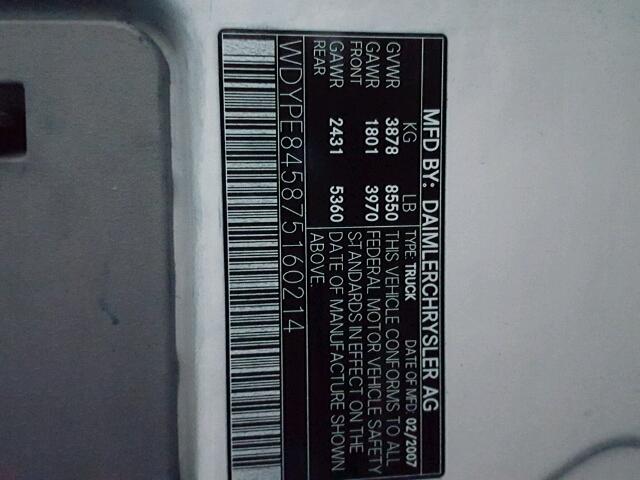 MFD BY: DAIMLERCHRYSLER AG
KG LB TYPE: TRUCK DATE OF MFD: 02/2007
GVWR 3878 8550 THIS VEHICLE CONFORMS TO ALL
GAWR 1801 3970 FEDERAL MOTOR VEHICLE SAFETY
FRONT STANDARDS IN EFFECT ON THE
GAWR 2431 5360 DATE OF MANUFACTURE SHOWN
REAR ABOVE.
WDYPE845875160214